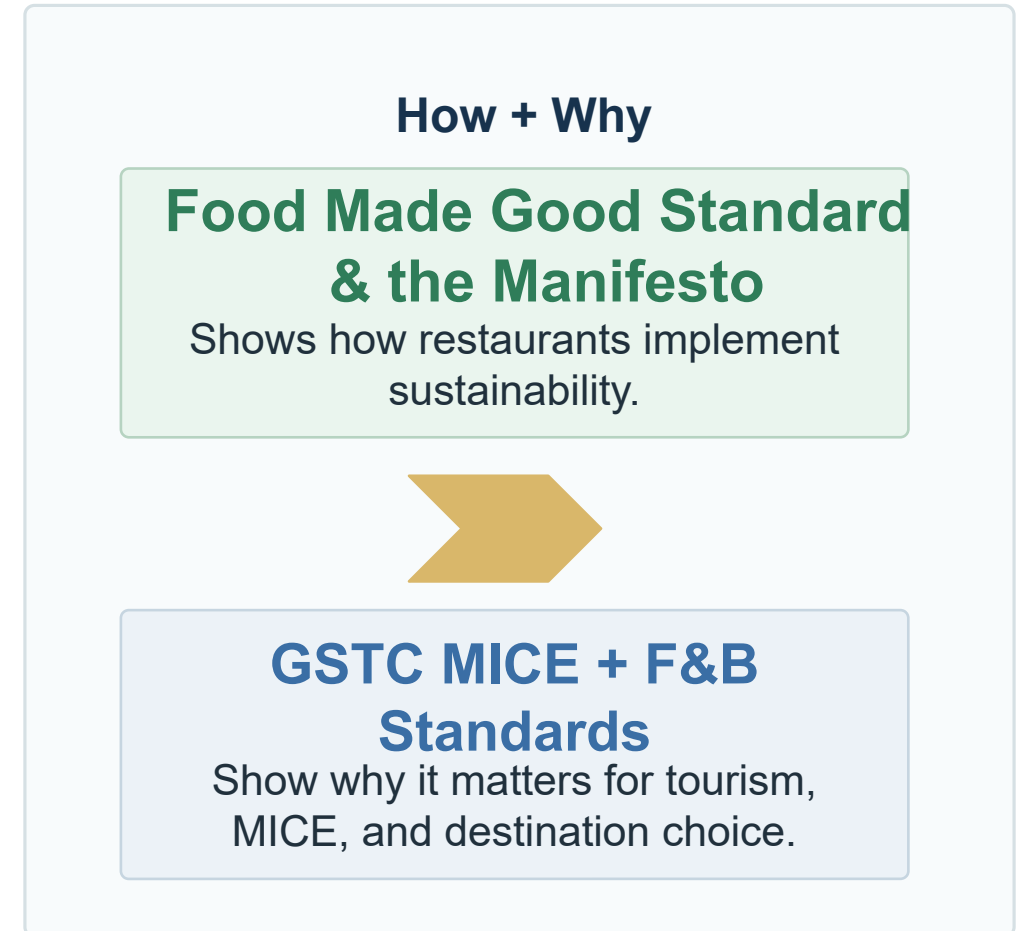 How + Why
Food Made Good Standard
& the Manifesto
Shows how restaurants implement
sustainability.
GSTC MICE + F&B
Standards
Show why it matters for tourism,
MICE, and destination choice.